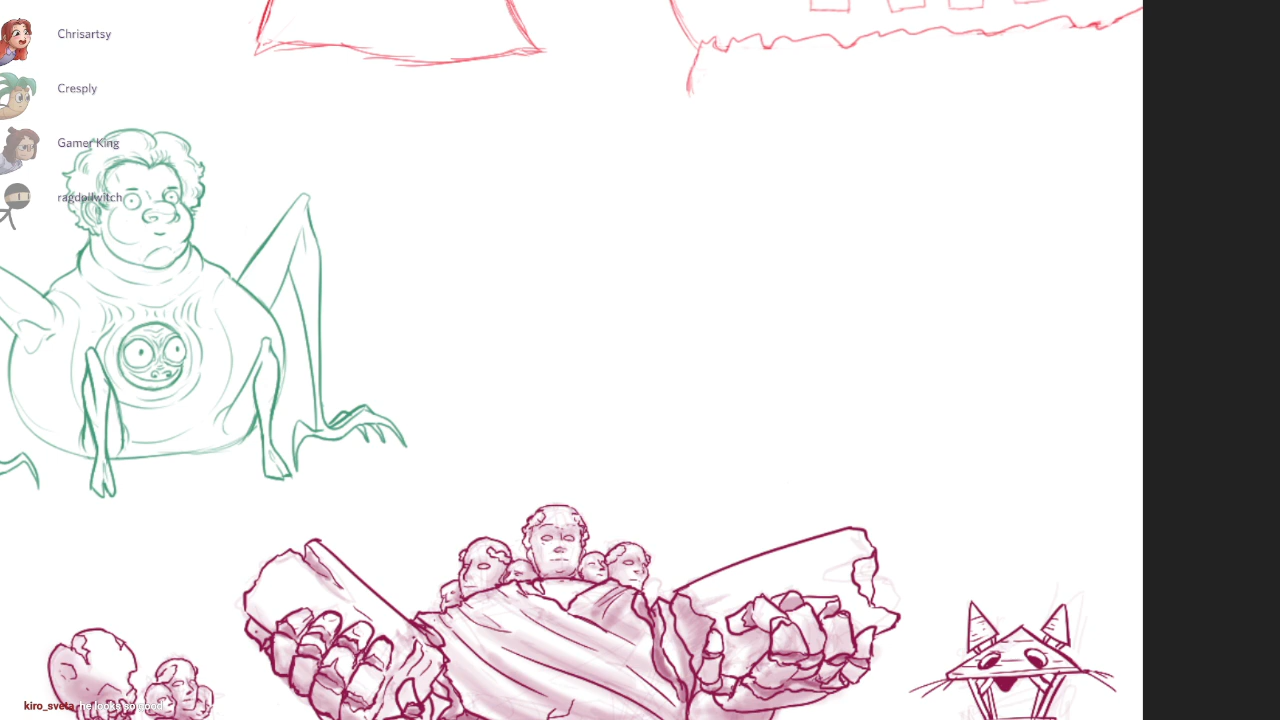 Chrisartsy
Cresply
Gamer King
ragdollwitch
kiro_sveta he looks so good